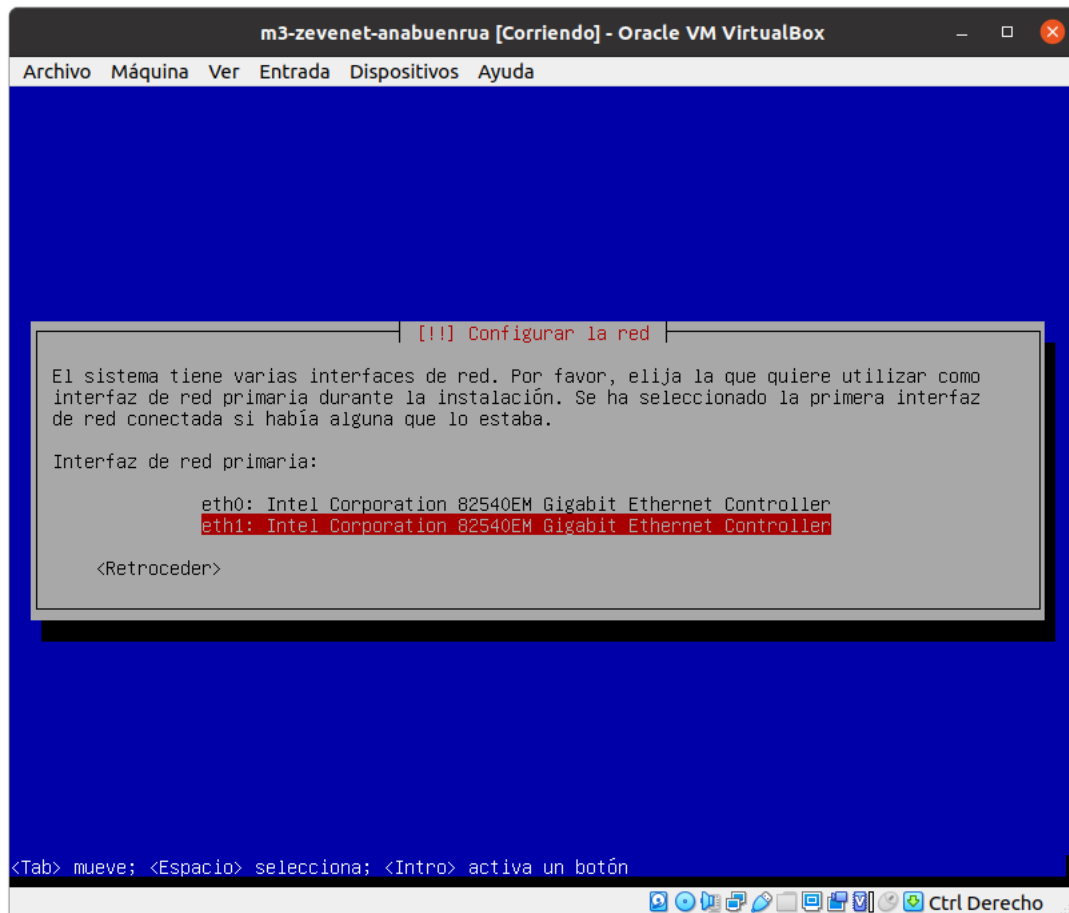 m3-zevenet-anabuenrua [Corriendo] - Oracle VM VirtualBox
Archivo Máquina Ver Entrada Dispositivos Ayuda
[!!] Configurar la red
El sistema tiene varias interfaces de red. Por favor, elija la que quiere utilizar como
interfaz de red primaria durante la instalación. Se ha seleccionado la primera interfaz
de red conectada si había alguna que lo estaba.
Interfaz de red primaria:
eth0: Intel Corporation 82540EM Gigabit Ethernet Controller
eth1: Intel Corporation 82540EM Gigabit Ethernet Controller
<Retroceder>
<Tab> mueve; <Espacio> selecciona; <Intro> activa un botón
Ctrl Derecho